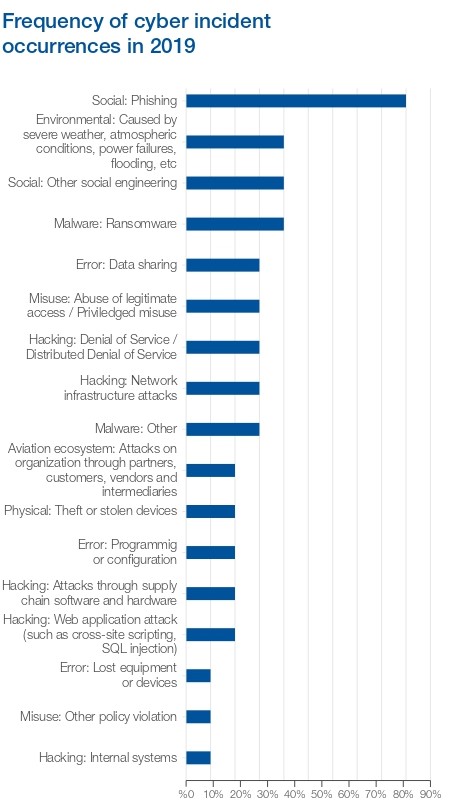 Frequency of cyber incident
occurrences in 2019
Social: Phishing
Environmental: Caused by
severe weather, atmospheric
conditions, power failures,
flooding, etc
Social: Other social engineering
Malware: Ransomware
Error: Data sharing
Misuse: Abuse of legitimate
access / Priviledged misuse
Hacking: Denial of Service /
Distributed Denial of Service
Hacking: Network
infrastructure attacks
Malware: Other
Aviation ecosystem: Attacks on
organization through partners,
customers, vendors and
intermediaries
Physical: Theft or stolen devices
Error: Programmig
or configuration
Hacking: Attacks through supply
chain software and hardware
Hacking: Web application attack
(such as cross-site scripting,
SQL injection)
Error: Lost equipment
or devices
Misuse: Other policy violation
Hacking: Internal systems
%0 10% 20% 30% 40% 50% 60% 70% 80% 90%